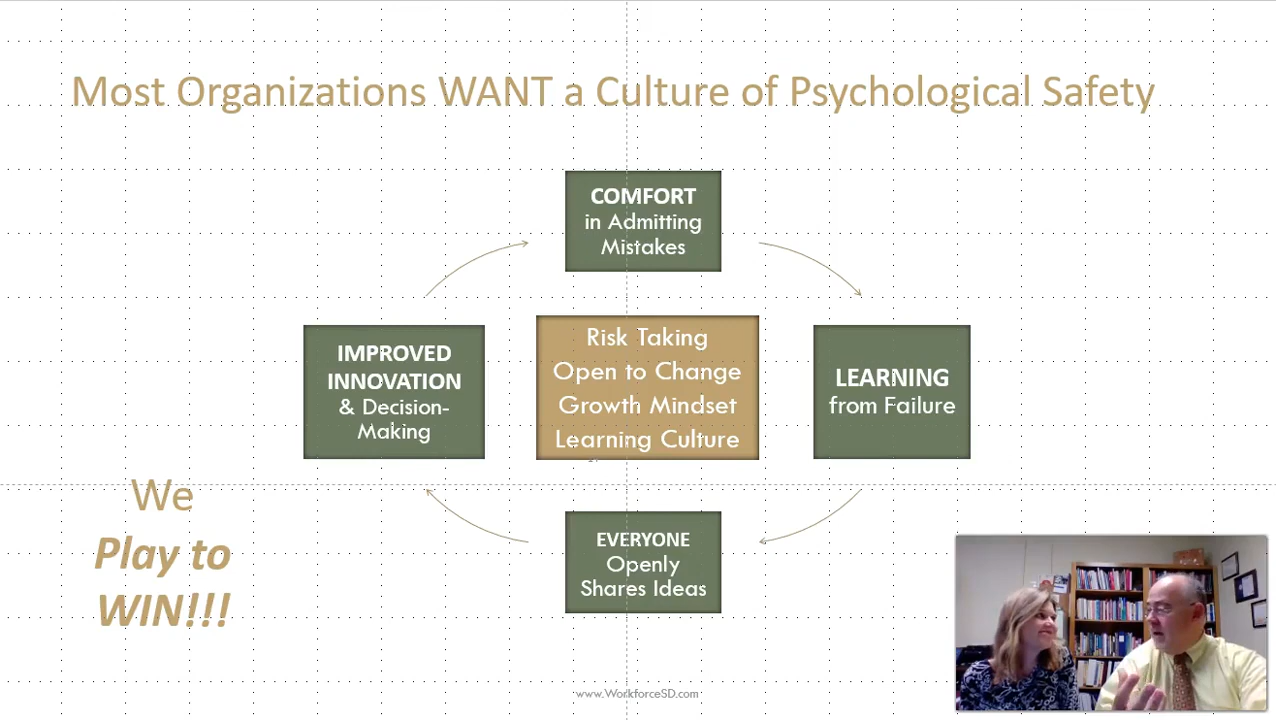 Most Organizations WANT a Culture of Psychological Safety
COMFORT
in Admitting
Mistakes
IMPROVED
INNOVATION
& Decision-
Making
Risk Taking
Open to Change
Growth Mindset
Learning Culture
LEARNING
from Failure
EVERYONE
Openly
Shares Ideas
We
Play to
WIN!!!
www.WorkforceSD.com